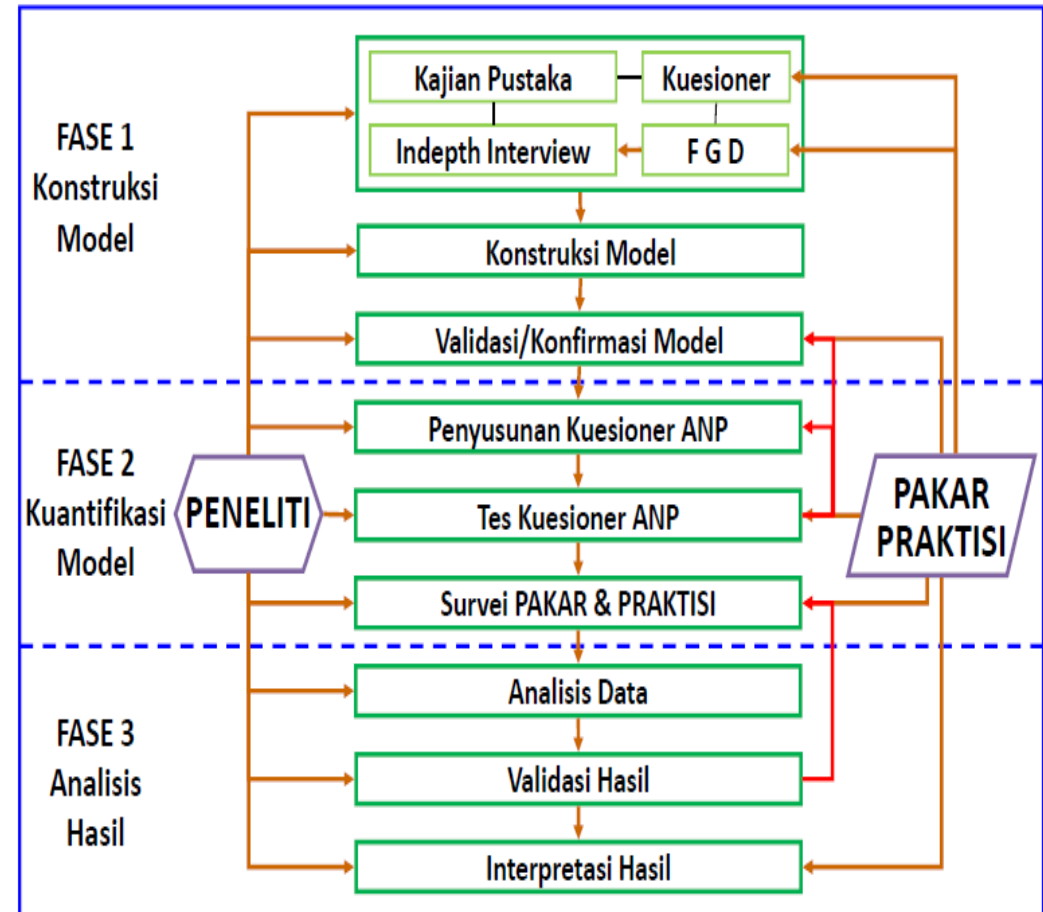 FASE 1
Konstruksi
Model
Kajian Pustaka
Kuesioner
Indepth Interview
F G D
Konstruksi Model
Validasi/Konfirmasi Model
FASE 2
Kuantifikasi
Model
PENELITI
Penyusunan Kuesioner ANP
Tes Kuesioner ANP
Survei PAKAR & PRAKTISI
PAKAR
PRAKTISI
FASE 3
Analisis
Hasil
Analisis Data
Validasi Hasil
Interpretasi Hasil